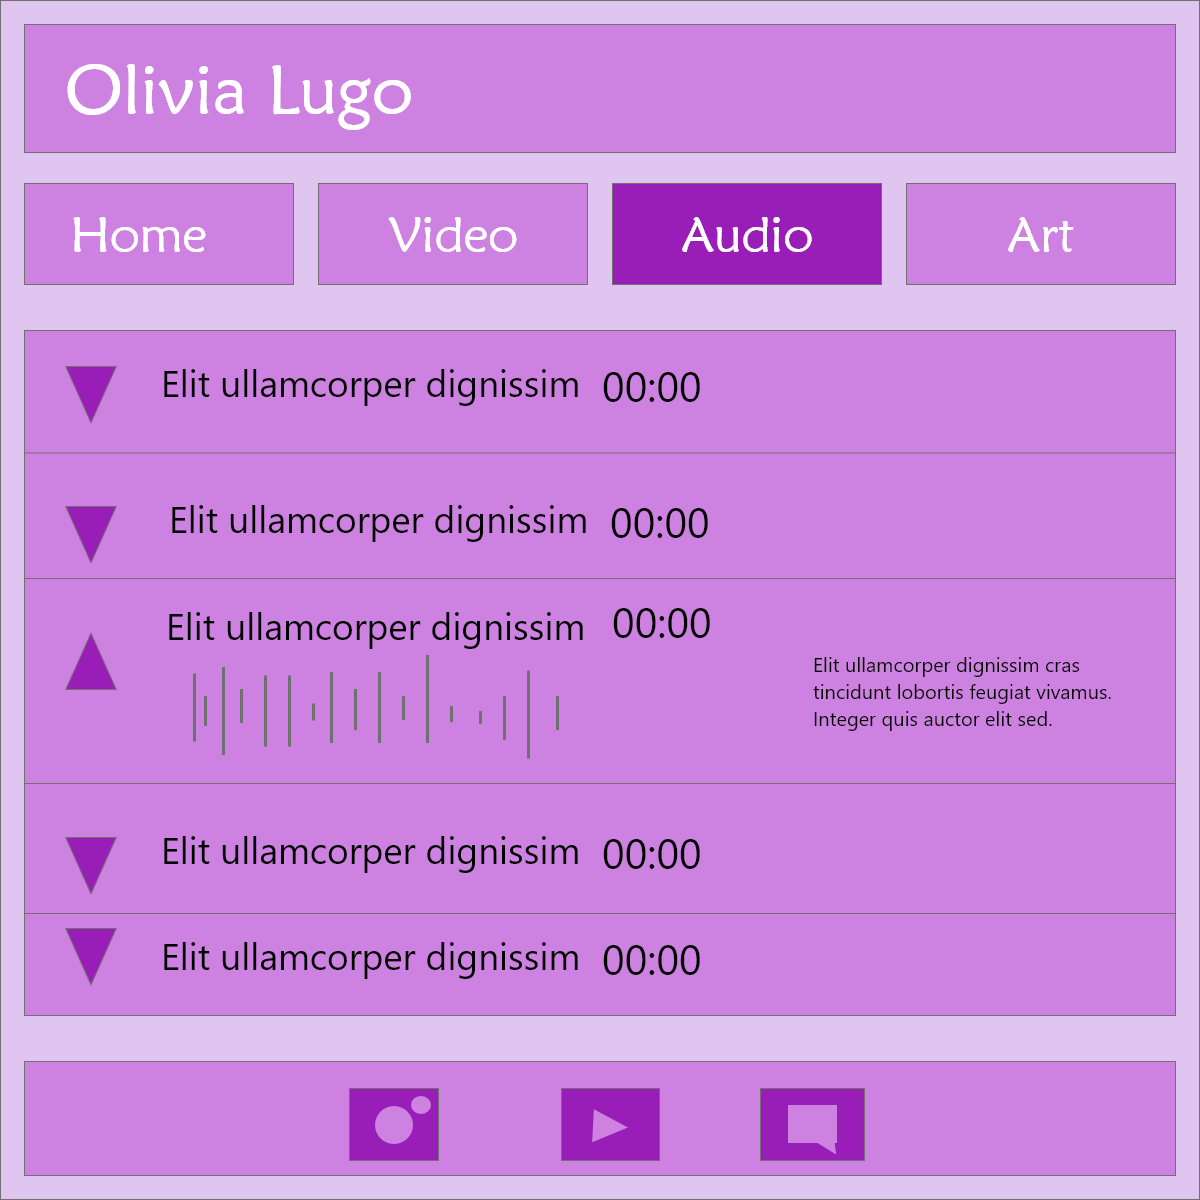 Olivia Lugo
Home
Video
Audio
Art
Elit ullamcorper dignissim 00:00
Elit ullamcorper dignissim 00:00
Elit ullamcorper dignissim 00:00
Elit ullamcorper dignissim cras
tincidunt lobortis feugiat vivamus.
Integer quis auctor elit sed.
Elit ullamcorper dignissim 00:00
Elit ullamcorper dignissim 00:00